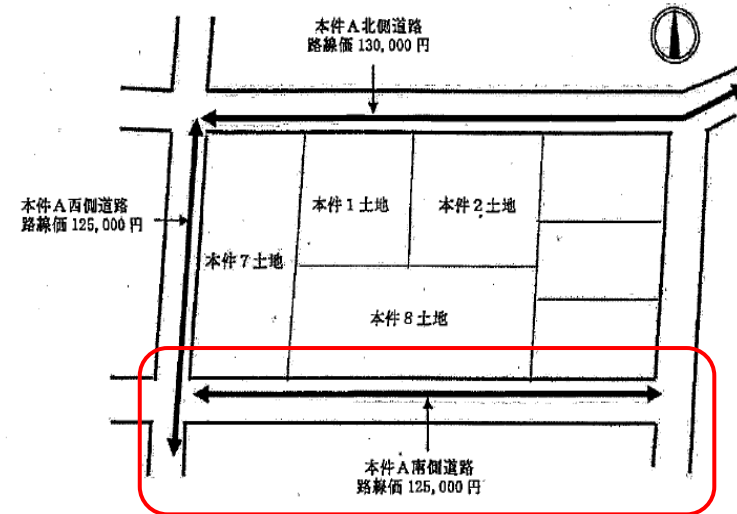 本件A北側道路
路線価 130,000 円
本件A西側道路
路線価 125,000 円
本件1土地
本件2土地
本件7土地
本件8土地
本件A南側道路
路線価 125,000 円